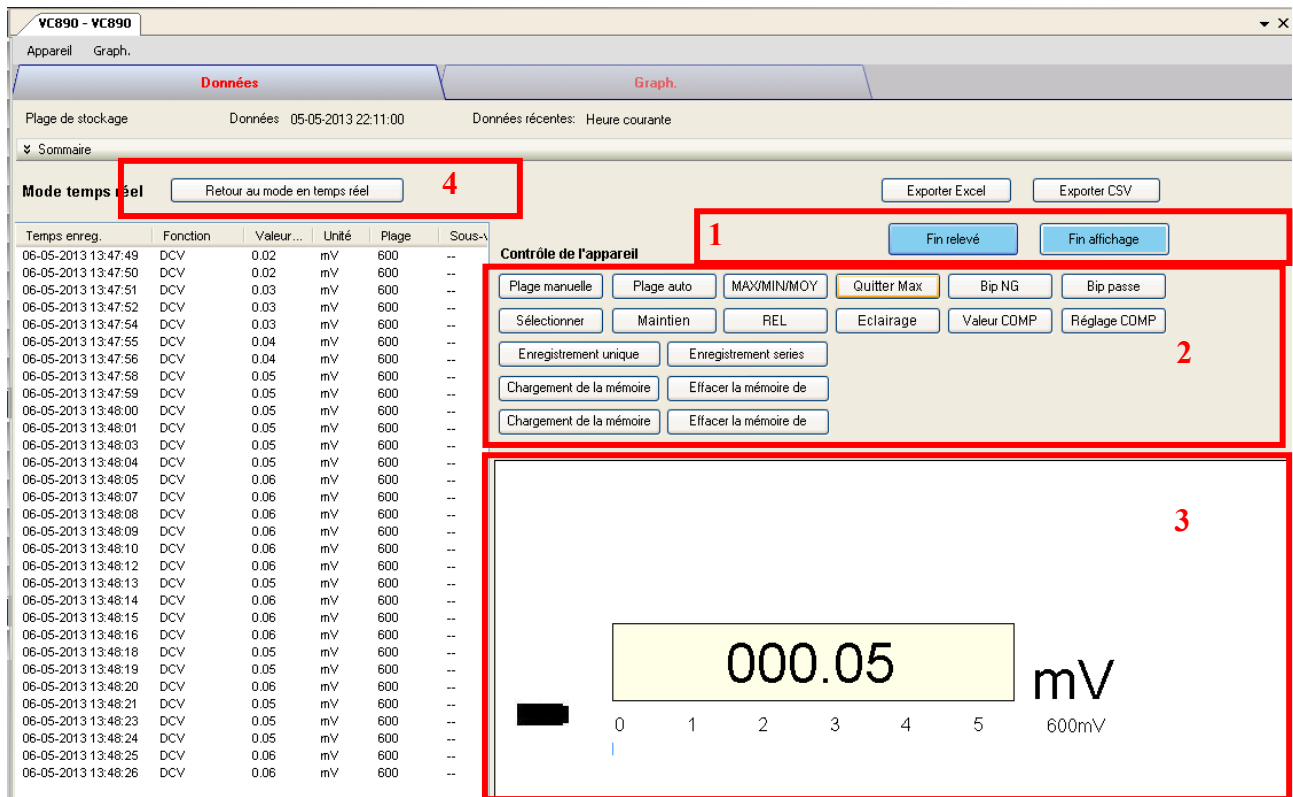 VC890 - VC890
Appareil Graph.
Données Graph.
Plage de stockage Données 05-05-2013 22:11:00 Données récentes: Heure courante
Sommaire
Mode temps réel Retour au mode en temps réel 4 Exporter Excel Exporter CSV
1 Fin relevé Fin affichage
Contrôle de l'appareil
Plage manuelle Plage auto MAX/MIN/MOY Quitter Max Bip NG Bip passe
Sélectionner Maintien REL Eclairage Valeur COMP Réglage COMP
Enregistrement unique Enregistrement series 2
Chargement de la mémoire Effacer la mémoire de
Chargement de la mémoire Effacer la mémoire de
Temps enreg. Fonction Valeur... Unité Plage Sous-v
06-05-2013 13:47:49 DCV 0.02 mV 600 --
06-05-2013 13:47:50 DCV 0.02 mV 600 --
06-05-2013 13:47:51 DCV 0.03 mV 600 --
06-05-2013 13:47:52 DCV 0.03 mV 600 --
06-05-2013 13:47:54 DCV 0.03 mV 600 --
06-05-2013 13:47:55 DCV 0.04 mV 600 --
06-05-2013 13:47:56 DCV 0.04 mV 600 --
06-05-2013 13:47:58 DCV 0.05 mV 600 --
06-05-2013 13:47:59 DCV 0.05 mV 600 --
06-05-2013 13:48:00 DCV 0.05 mV 600 --
06-05-2013 13:48:01 DCV 0.05 mV 600 --
06-05-2013 13:48:03 DCV 0.05 mV 600 --
06-05-2013 13:48:04 DCV 0.05 mV 600 --
06-05-2013 13:48:05 DCV 0.06 mV 600 --
06-05-2013 13:48:07 DCV 0.06 mV 600 --
06-05-2013 13:48:08 DCV 0.06 mV 600 --
06-05-2013 13:48:09 DCV 0.06 mV 600 --
06-05-2013 13:48:10 DCV 0.06 mV 600 --
06-05-2013 13:48:12 DCV 0.06 mV 600 --
06-05-2013 13:48:13 DCV 0.05 mV 600 --
06-05-2013 13:48:14 DCV 0.06 mV 600 --
06-05-2013 13:48:15 DCV 0.06 mV 600 --
06-05-2013 13:48:16 DCV 0.06 mV 600 --
06-05-2013 13:48:18 DCV 0.05 mV 600 --
06-05-2013 13:48:19 DCV 0.05 mV 600 --
06-05-2013 13:48:20 DCV 0.06 mV 600 --
06-05-2013 13:48:21 DCV 0.05 mV 600 --
06-05-2013 13:48:23 DCV 0.05 mV 600 --
06-05-2013 13:48:24 DCV 0.05 mV 600 --
06-05-2013 13:48:25 DCV 0.06 mV 600 --
06-05-2013 13:48:26 DCV 0.06 mV 600 --
3
000.05 mV
0 1 2 3 4 5 600mV